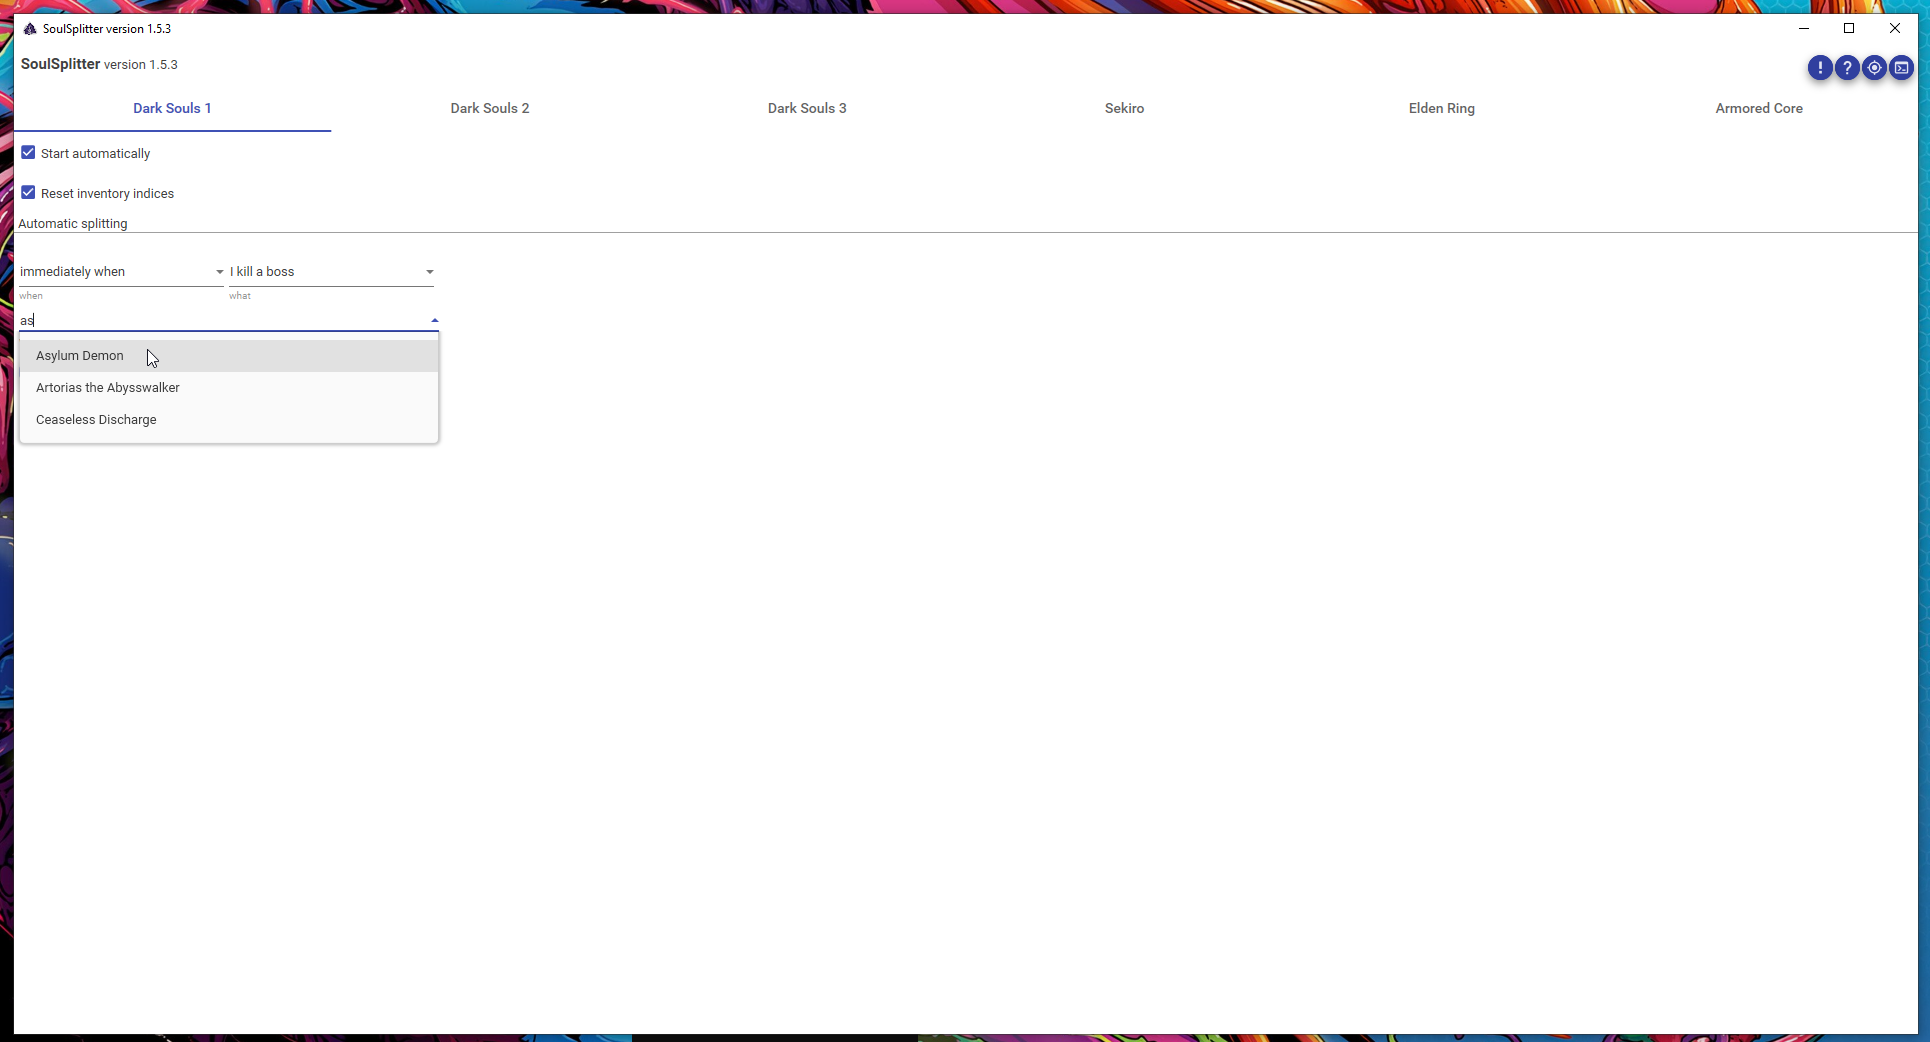 SoulSplitter version 1.5.3
SoulSplitter version 1.5.3
Dark Souls 1 Dark Souls 2 Dark Souls 3 Sekiro Elden Ring Armored Core
Start automatically
Reset inventory indices
Automatic splitting
immediately when I kill a boss
when what
as
Asylum Demon
Artorias the Abysswalker
Ceaseless Discharge